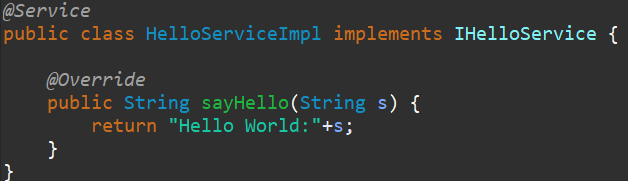 @Service
public class HelloServiceImpl implements IHelloService {
@Override
public String sayHello(String s) {
return "Hello World:"+s;
}
}